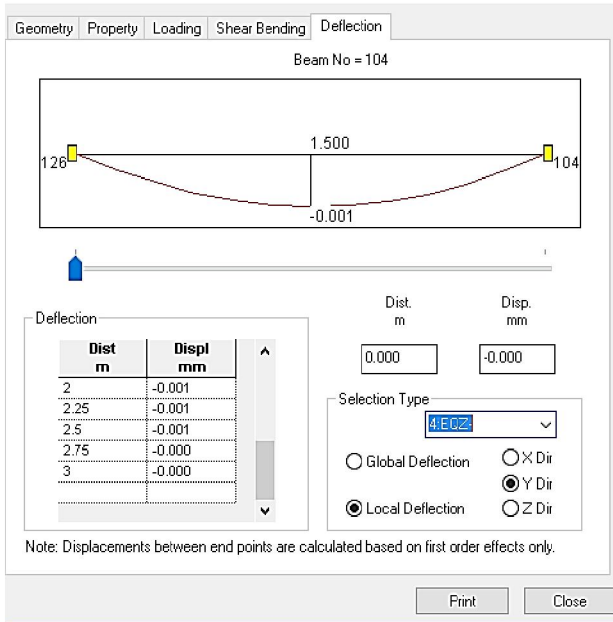 Geometry Property Loading Shear Bending Deflection
Beam No = 104
1.500
126
104
-0.001
Dist. Disp.
m mm
0.000 -0.000
Deflection
Dist Displ
m mm
2 -0.001
2.25 -0.001
2.5 -0.001
2.75 -0.000
3 -0.000
Selection Type
4:EQZ-
Global Deflection
Local Deflection
X Dir
Y Dir
Z Dir
Note: Displacements between end points are calculated based on first order effects only.
Print Close